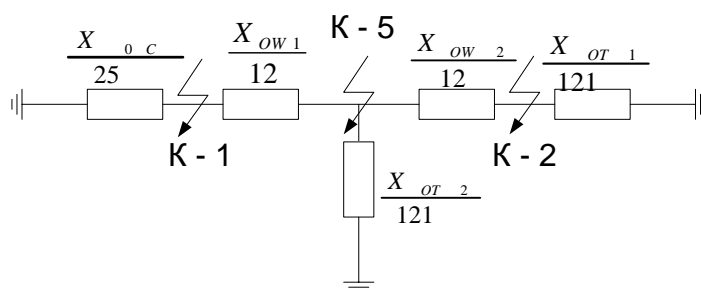 X 0 C
25
X OW 1
12
К - 5
X OW 2
12
X OT 1
121
К - 1
К - 2
X OT 2
121